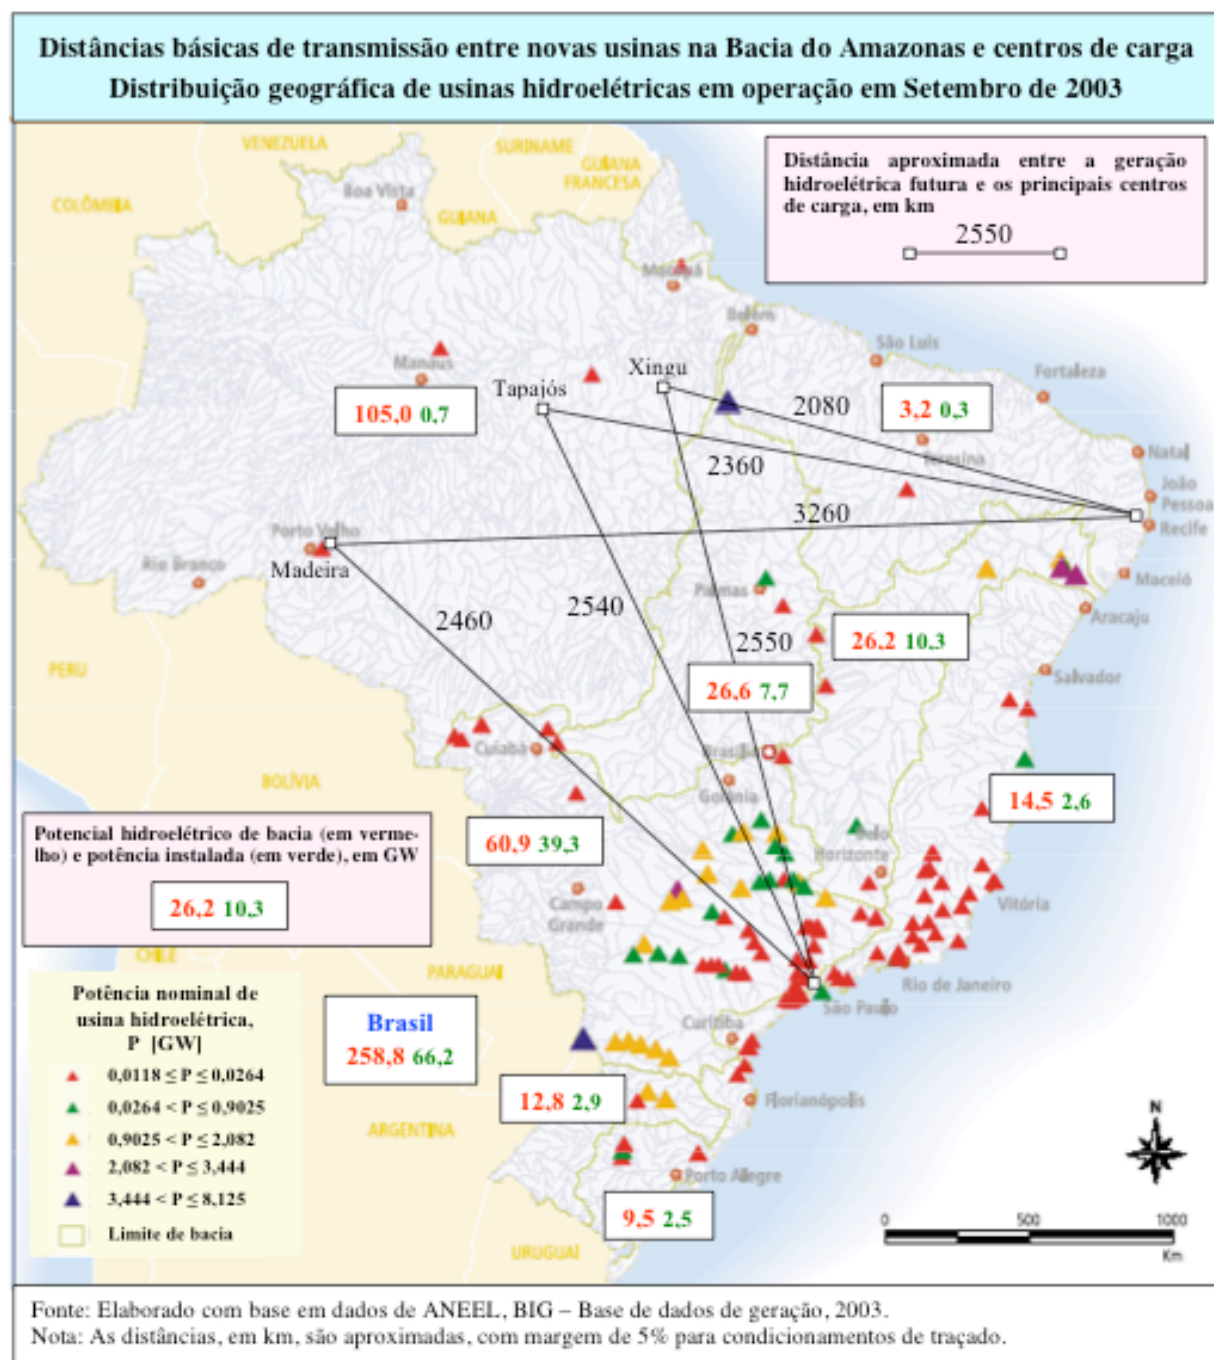 Distâncias básicas de transmissão entre novas usinas na Bacia do Amazonas e centros de carga
Distribuição geográfica de usinas hidroelétricas em operação em Setembro de 2003
VENEZUELA
SURINAME
GUIANA
FRANCESA
COLÔMBIA
GUIANA
Boa Vista
Distância aproximada entre a geração
hidroelétrica futura e os principais centros
de carga, em km
2550
Macapá
Belém
São Luis
Fortaleza
Manaus
Xingu
Tapajós
105,0 0,7
2080
3,2 0,3
Teresina
Natal
2360
João
Pessoa
3260
Recife
Porto Velho
Rio Branco
Madeira
Maceió
Palmas
Aracaju
2460
2540
2550
26,2 10,3
PERU
26,6 7,7
Salvador
Cuiabá
Brasília
BOLÍVIA
Goiânia
14,5 2,6
Potencial hidroelétrico de bacia (em verme-
lho) e potência instalada (em verde), em GW
26,2 10,3
60,9 39,3
Belo
Horizonte
Campo
Grande
Vitória
CHILE
PARAGUAI
Rio de Janeiro
São Paulo
Potência nominal de
usina hidroelétrica,
P [GW]
0,0118 ≤ P ≤ 0,0264
0,0264 < P ≤ 0,9025
0,9025 < P ≤ 2,082
2,082 < P ≤ 3,444
3,444 < P ≤ 8,125
Limite de bacia
Brasil
258,8 66,2
Curitiba
12,8 2,9
Florianópolis
ARGENTINA
N
Porto Alegre
9,5 2,5
URUGUAI
0 500 1000
Km
Fonte: Elaborado com base em dados de ANEEL, BIG – Base de dados de geração, 2003.
Nota: As distâncias, em km, são aproximadas, com margem de 5% para condicionamentos de traçado.